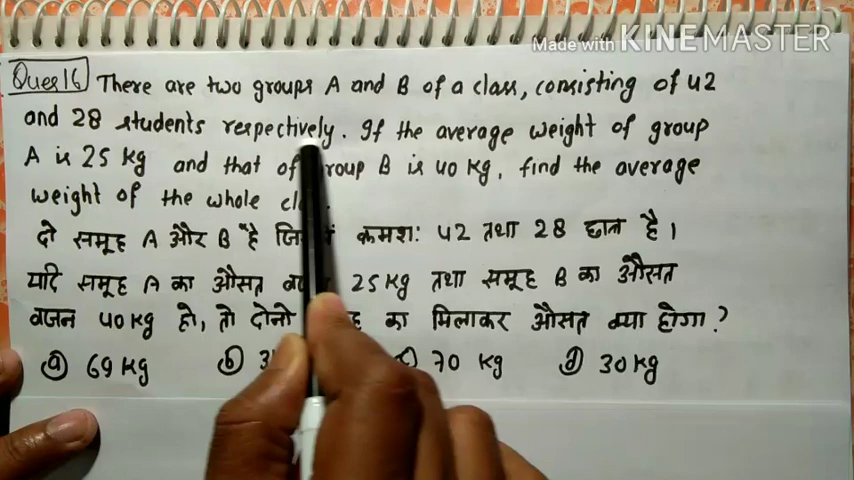 Made with KINEMASTER
Ques16 There are two groups A and B of a class, consisting of 42
and 28 students respectively. If the average weight of group
A is 25 kg and that of group B is 40 kg, find the average
weight of the whole
दो समूह A और B है क्रमशः 42 तथा 28 छात्र है।
यदि समूह A का औसत 25 kg तथा समूह B का औसत
वजन 40 kg हो, तो दोनो का मिलाकर औसत क्या होगा?
(a) 69 kg (b) (c) 70 kg (d) 30 kg